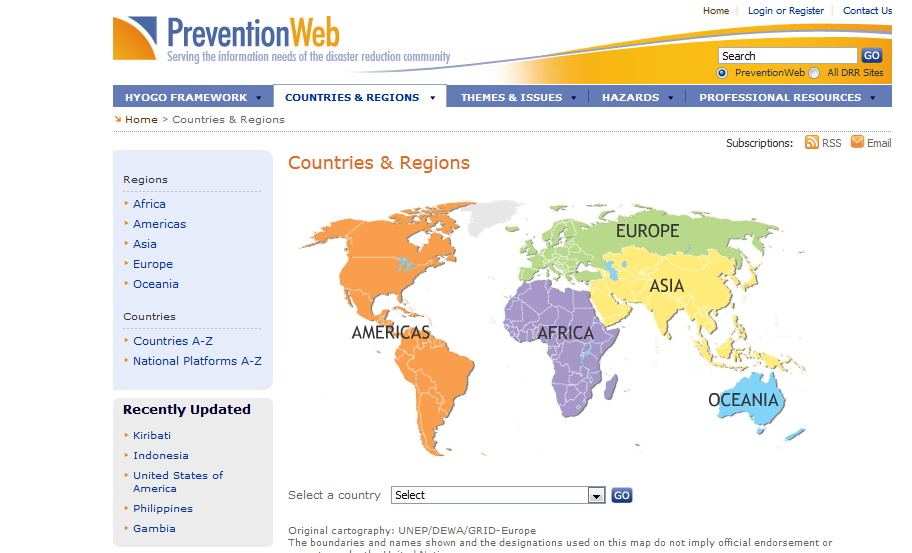 Home Login or Register Contact Us
PreventionWeb
Serving the information needs of the disaster reduction community
Search GO
PreventionWeb All DRR Sites
HYOGO FRAMEWORK COUNTRIES & REGIONS THEMES & ISSUES HAZARDS PROFESSIONAL RESOURCES
Home > Countries & Regions
Subscriptions: RSS Email
Regions
Africa
Americas
Asia
Europe
Oceania
Countries
Countries A-Z
National Platforms A-Z
Recently Updated
Kiribati
Indonesia
United States of
America
Philippines
Gambia
Countries & Regions
EUROPE
ASIA
AMERICAS
AFRICA
OCEANIA
Select a country Select GO
Original cartography: UNEP/DEWA/GRID-Europe
The boundaries and names shown and the designations used on this map do not imply official endorsement or